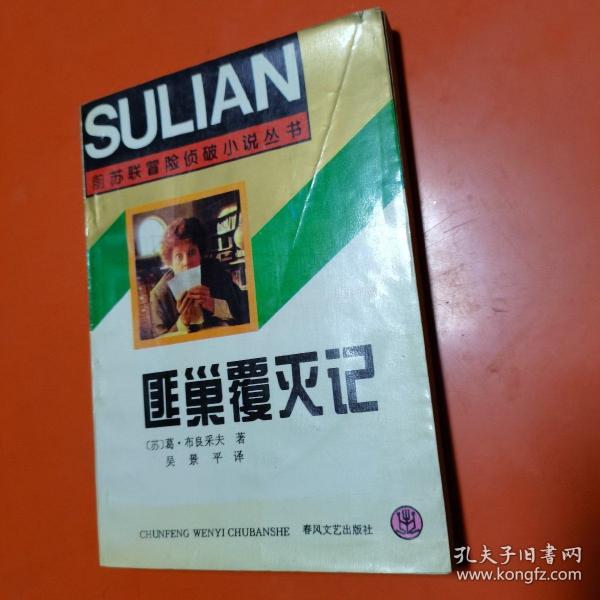 SULIAN
前苏联冒险侦破小说丛书
匪巢覆灭记
〔苏〕葛·布良采夫 著
吴景平译
CHUNFENG WENYI CHUBANSHE 春风文艺出版社
孔夫子旧书网
www.kongfz.com